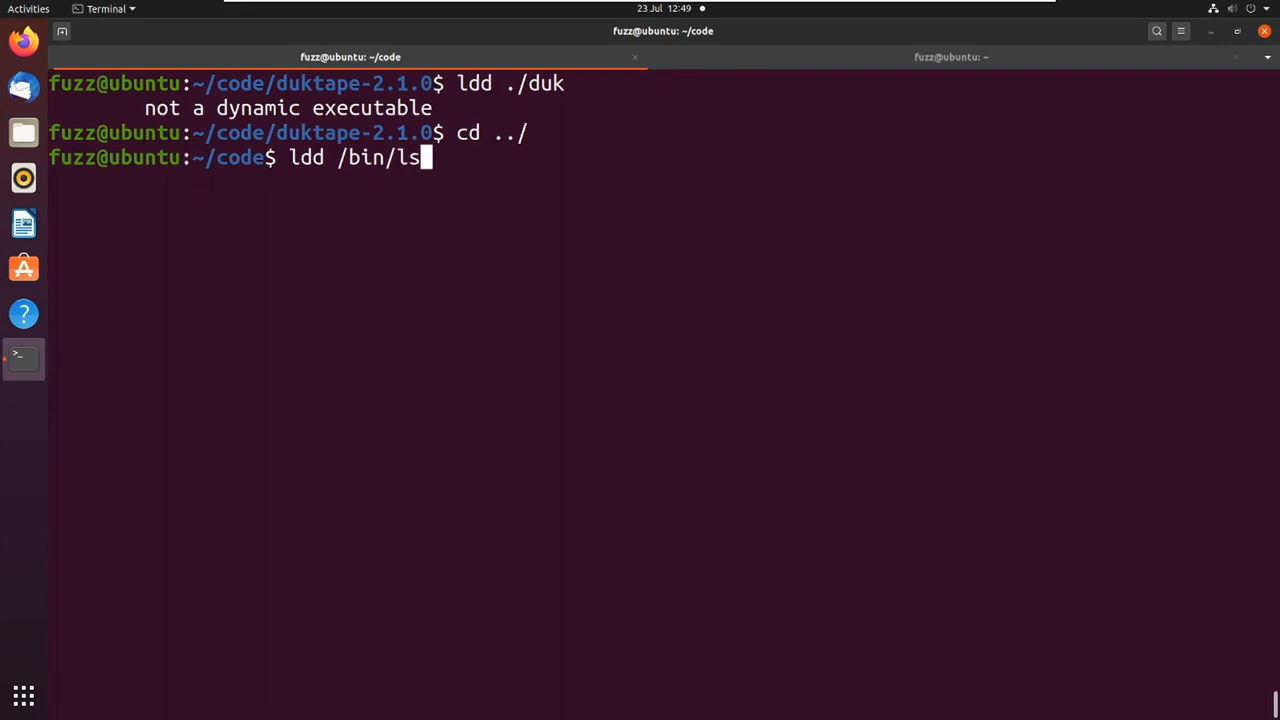 Activities Terminal 23 Jul 12:49
fuzz@ubuntu: ~/code
fuzz@ubuntu: ~/code fuzz@ubuntu: ~
fuzz@ubuntu:~/code/duktape-2.1.0$ ldd ./duk
not a dynamic executable
fuzz@ubuntu:~/code/duktape-2.1.0$ cd ../
fuzz@ubuntu:~/code$ ldd /bin/ls